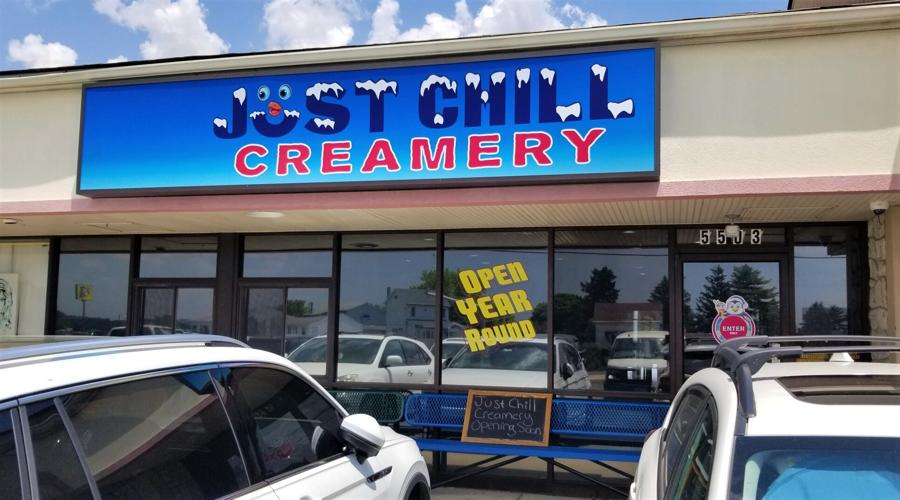 JUST CHILL
CREAMERY
5503
OPEN
YEAR
ROUND
ENTER
Just Chill
Creamery
Opening Soon